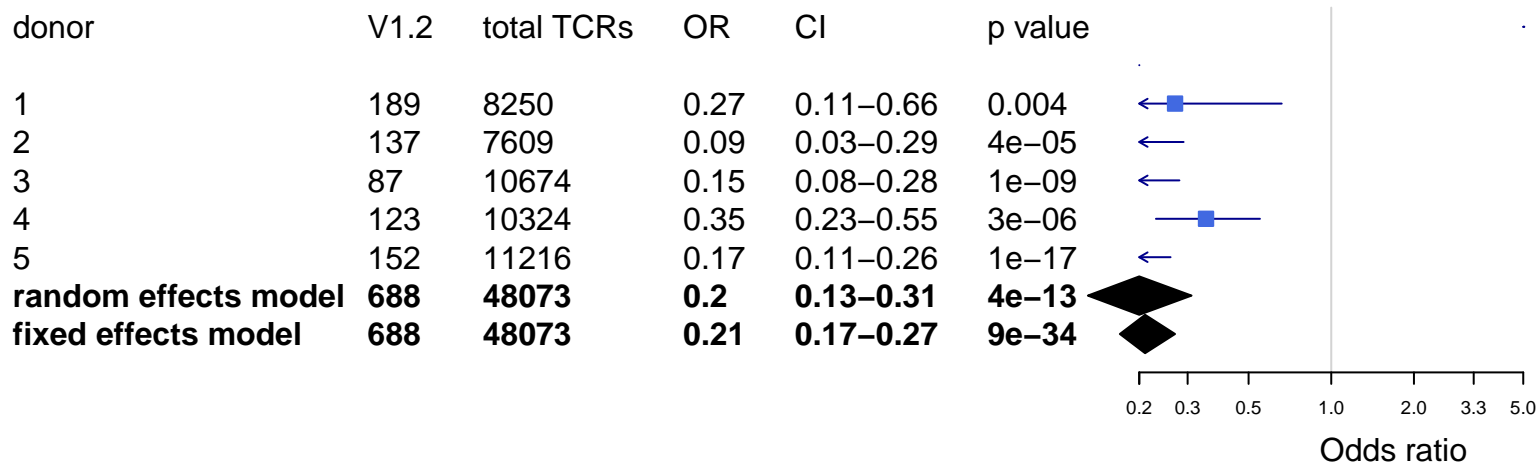 donor V1.2 total TCRs OR CI p value
1 189 8250 0.27 0.11−0.66 0.004
2 137 7609 0.09 0.03−0.29 4e−05
3 87 10674 0.15 0.08−0.28 1e−09
4 123 10324 0.35 0.23−0.55 3e−06
5 152 11216 0.17 0.11−0.26 1e−17
random effects model 688 48073 0.2 0.13−0.31 4e−13
fixed effects model 688 48073 0.21 0.17−0.27 9e−34
0.2 0.3 0.5 1.0 2.0 3.3 5.0
Odds ratio